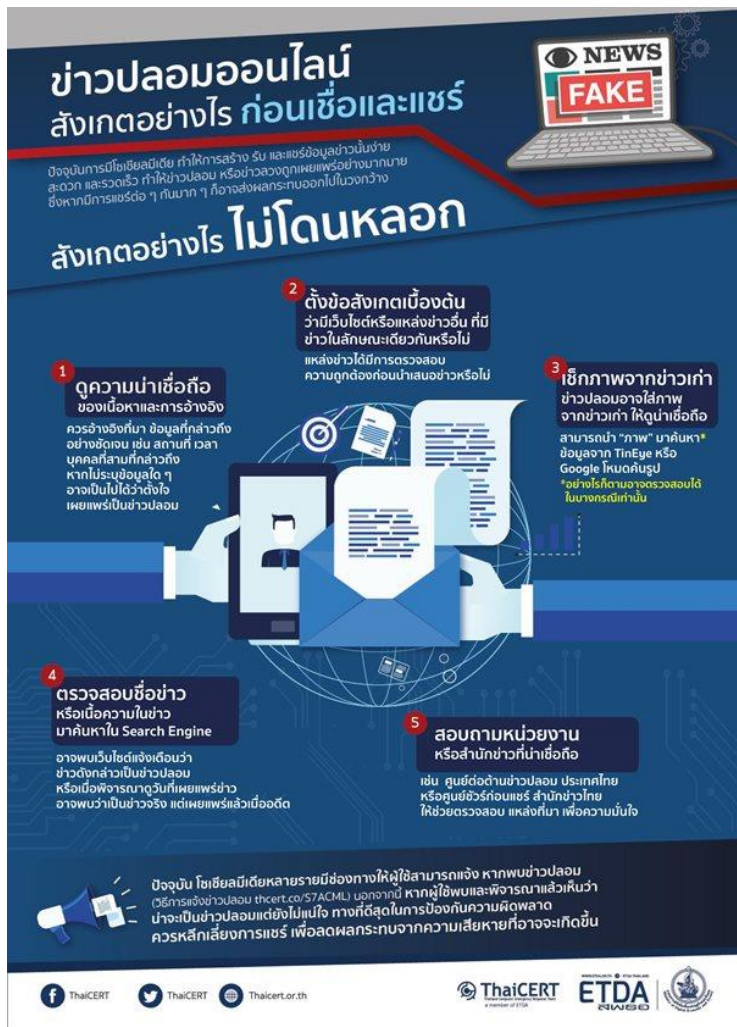 ข่าวปลอมออนไลน์
สังเกตอย่างไร ก่อนเชื่อและแชร์
NEWS
FAKE
ปัจจุบันการมีโซเชียลมีเดีย ทำให้การสร้าง รับ และแชร์ข้อมูลข่าวนั้นง่าย
สะดวก และรวดเร็ว ทำให้ข่าวปลอม หรือข่าวลวงถูกเผยแพร่อย่างมากมาย
ซึ่งหากมีการแชร์ต่อ ๆ กันมาก ๆ ก็อาจส่งผลกระทบออกไปในวงกว้าง
สังเกตอย่างไร ไม่โดนหลอก
1
ดูความน่าเชื่อถือ
ของเนื้อหาและการอ้างอิง
ควรอ้างอิงที่มา ข้อมูลที่กล่าวถึง
อย่างชัดเจน เช่น สถานที่ เวลา
บุคคลที่สามที่กล่าวถึง
หากไม่ระบุข้อมูลใด ๆ
อาจเป็นไปได้ว่าตั้งใจ
เผยแพร่เป็นข่าวปลอม
2
ตั้งข้อสังเกตเบื้องต้น
ว่ามีเว็บไซต์หรือแหล่งข่าวอื่น ที่มี
ข่าวในลักษณะเดียวกันหรือไม่
แหล่งข่าวได้มีการตรวจสอบ
ความถูกต้องก่อนนำเสนอข่าวหรือไม่
3
เช็กภาพจากข่าวเก่า
ข่าวปลอมอาจใส่ภาพ
จากข่าวเก่า ให้ดูน่าเชื่อถือ
สามารถนำ "ภาพ" มาค้นหา*
ข้อมูลจาก TinEye หรือ
Google โหมดค้นรูป
*อย่างไรก็ตามอาจตรวจสอบได้
ในบางกรณีเท่านั้น
4
ตรวจสอบชื่อข่าว
หรือเนื้อความในข่าว
มาค้นหาใน Search Engine
อาจพบเว็บไซต์แจ้งเตือนว่า
ข่าวดังกล่าวเป็นข่าวปลอม
หรือเมื่อพิจารณาดูวันที่เผยแพร่ข่าว
อาจพบว่าเป็นข่าวจริง แต่เผยแพร่แล้วเมื่ออดีต
5
สอบถามหน่วยงาน
หรือสำนักข่าวที่น่าเชื่อถือ
เช่น ศูนย์ต่อต้านข่าวปลอม ประเทศไทย
หรือศูนย์ชัวร์ก่อนแชร์ สำนักข่าวไทย
ให้ช่วยตรวจสอบ แหล่งที่มา เพื่อความมั่นใจ
ปัจจุบัน โซเชียลมีเดียหลายรายมีช่องทางให้ผู้ใช้สามารถแจ้ง หากพบข่าวปลอม
(วิธีการแจ้งข่าวปลอม thcert.co/S7ACML) นอกจากนี้ หากผู้ใช้พบและพิจารณาแล้วเห็นว่า
น่าจะเป็นข่าวปลอมแต่ยังไม่แน่ใจ ทางที่ดีสุดในการป้องกันความผิดพลาด
ควรหลีกเลี่ยงการแชร์ เพื่อลดผลกระทบจากความเสียหายที่อาจจะเกิดขึ้น
ThaiCERT
ThaiCERT
Thaicert.or.th
ThaiCERT
a member of ETDA
ETDA
สพธอ